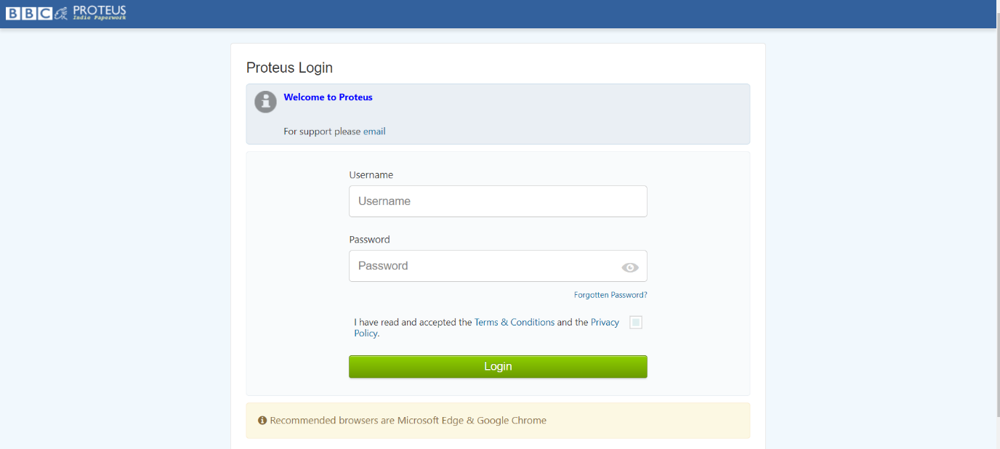 BBC PROTEUS
Indie Paperwork
Proteus Login
Welcome to Proteus
For support please email
Username
Username
Password
Password
Forgotten Password?
I have read and accepted the Terms & Conditions and the Privacy
Policy.
Login
Recommended browsers are Microsoft Edge & Google Chrome